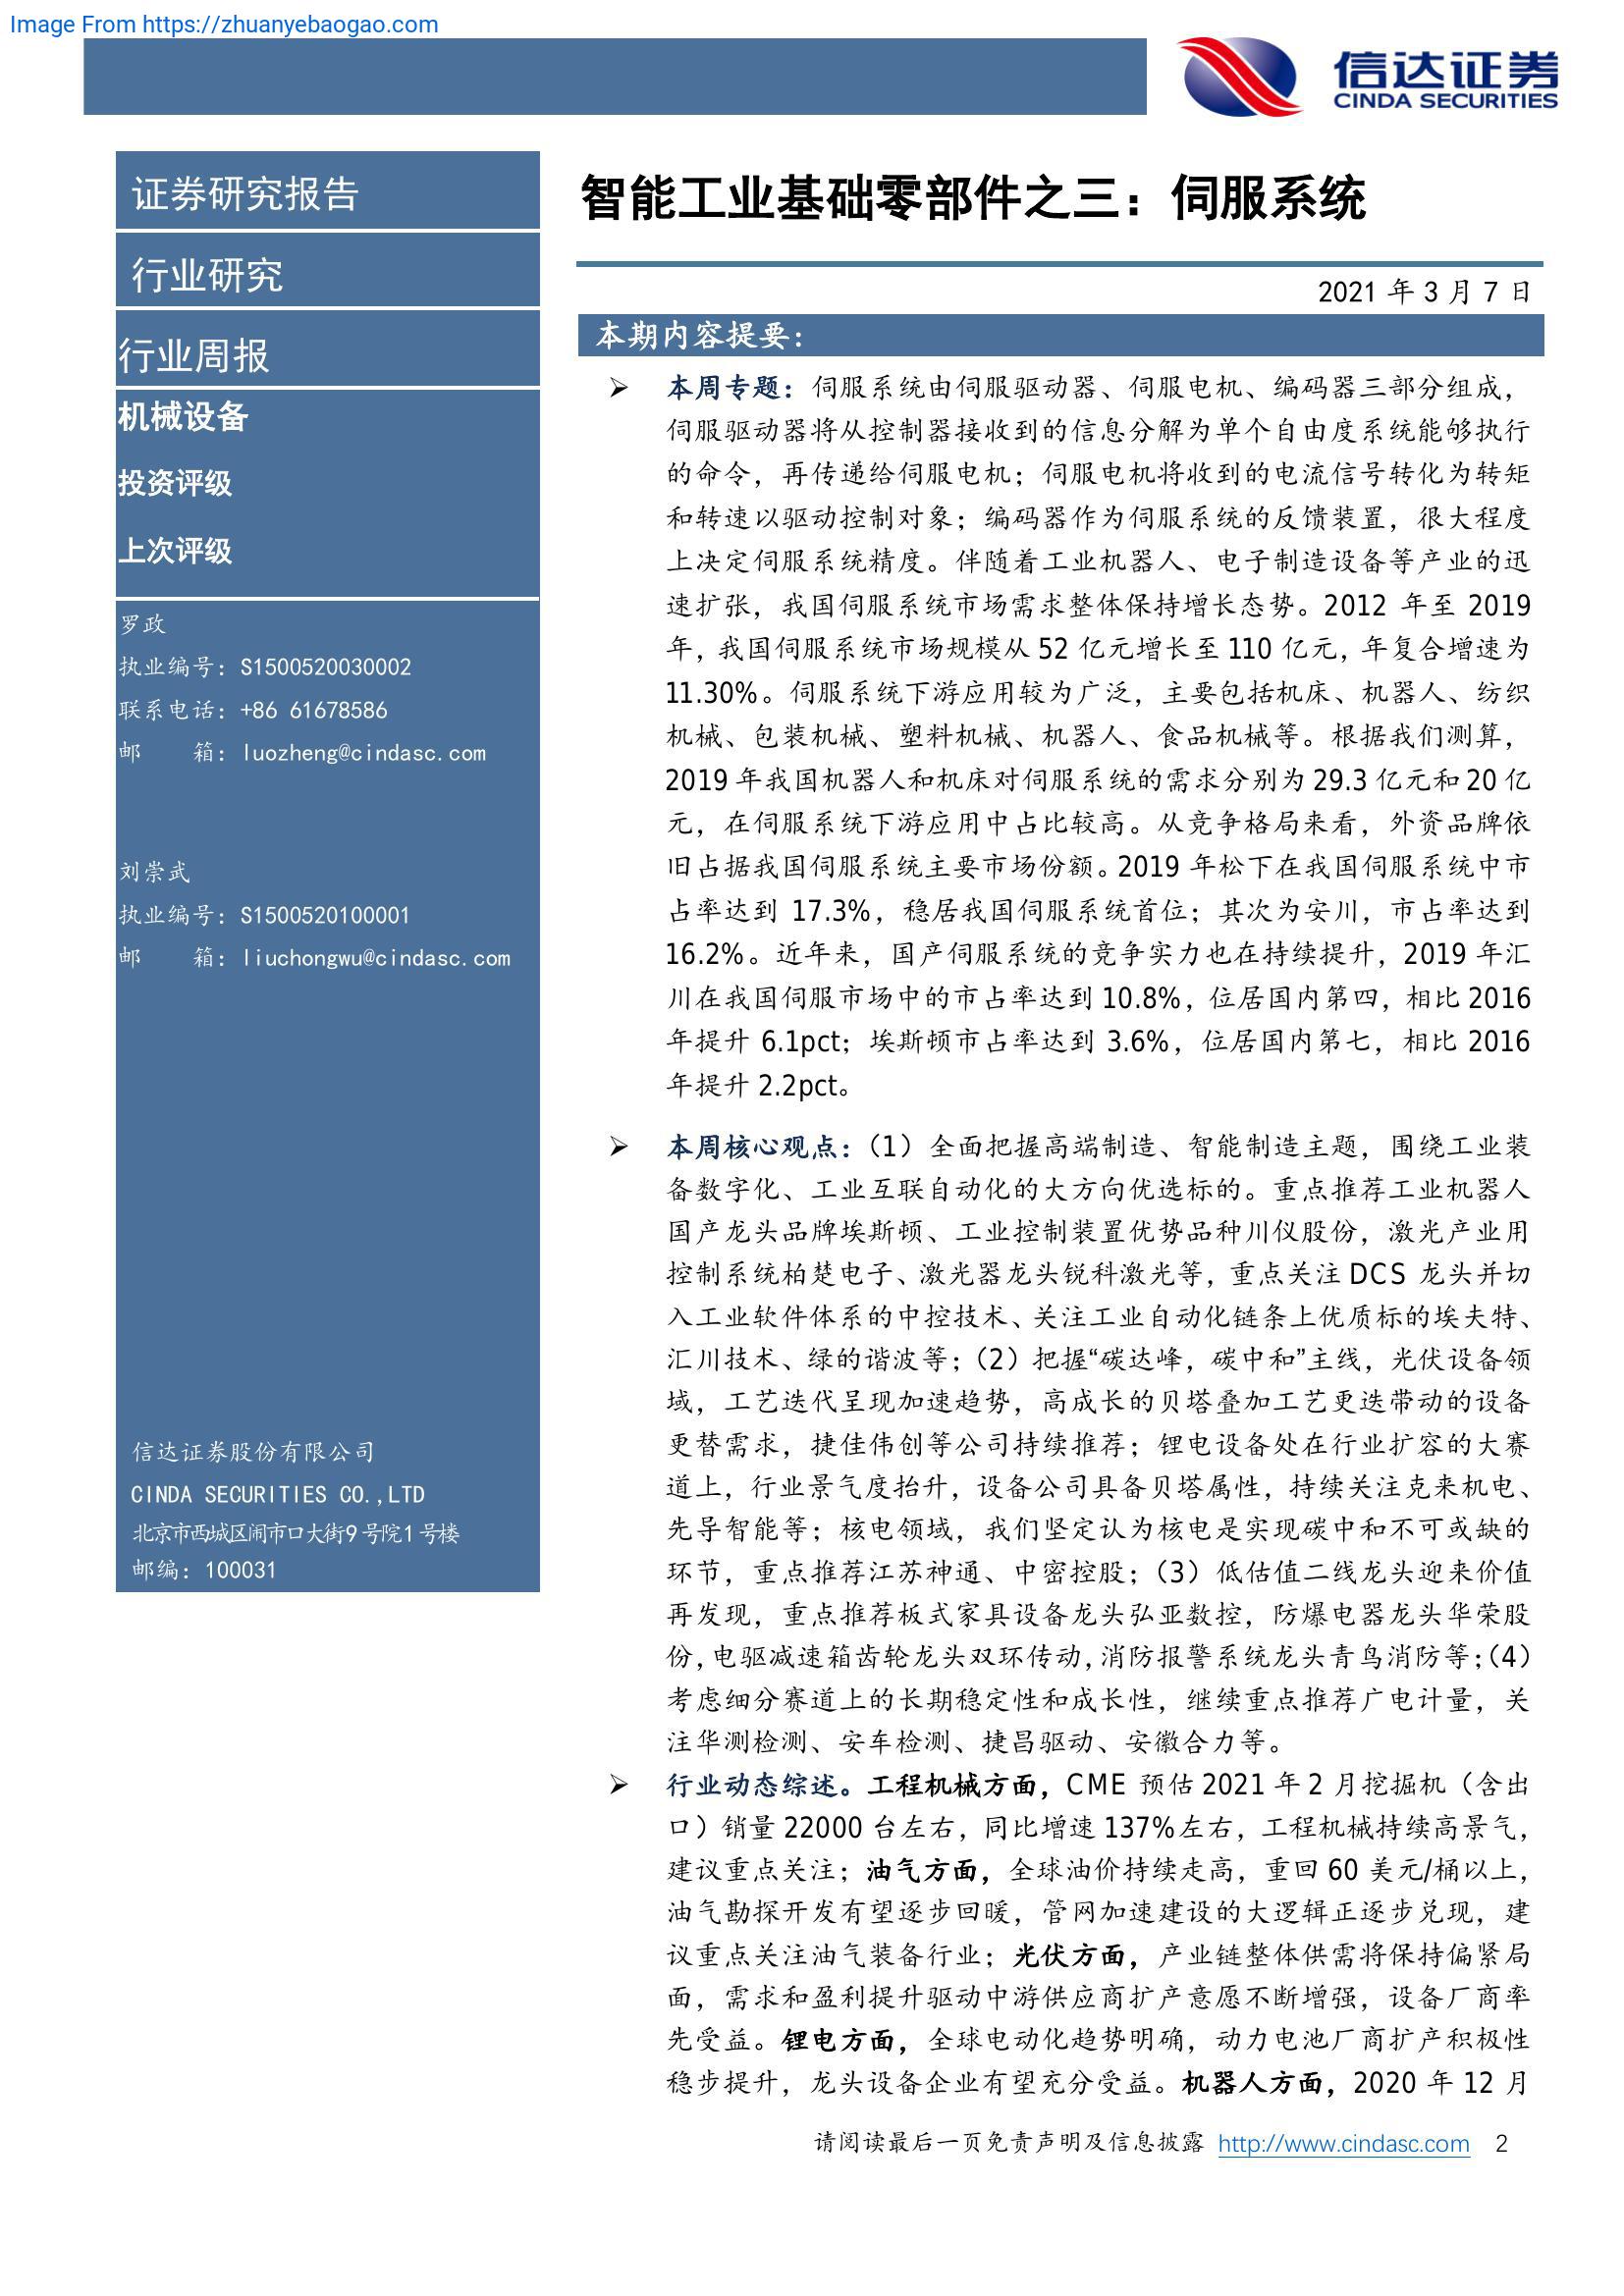 Image From https://zhuanyebaogao.com
信达证券
CINDA SECURITIES
证券研究报告
行业研究
行业周报
机械设备
投资评级
上次评级
罗政
执业编号：S1500520030002
联系电话：+86 61678586
邮 箱：luozheng@cindasc.com
刘崇武
执业编号：S1500520100001
邮 箱：liuchongwu@cindasc.com
信达证券股份有限公司
CINDA SECURITIES CO.,LTD
北京市西城区闹市口大街9号院1号楼
邮编：100031
智能工业基础零部件之三：伺服系统
2021 年 3 月 7 日
本期内容提要：
➢ 本周专题：伺服系统由伺服驱动器、伺服电机、编码器三部分组成，
伺服驱动器将从控制器接收到的信息分解为单个自由度系统能够执行
的命令，再传递给伺服电机；伺服电机将收到的电流信号转化为转矩
和转速以驱动控制对象；编码器作为伺服系统的反馈装置，很大程度
上决定伺服系统精度。伴随着工业机器人、电子制造设备等产业的迅
速扩张，我国伺服系统市场需求整体保持增长态势。2012 年至 2019
年，我国伺服系统市场规模从 52 亿元增长至 110 亿元，年复合增速为
11.30%。伺服系统下游应用较为广泛，主要包括机床、机器人、纺织
机械、包装机械、塑料机械、机器人、食品机械等。根据我们测算，
2019 年我国机器人和机床对伺服系统的需求分别为 29.3 亿元和 20 亿
元，在伺服系统下游应用中占比较高。从竞争格局来看，外资品牌依
旧占据我国伺服系统主要市场份额。2019 年松下在我国伺服系统中市
占率达到 17.3%，稳居我国伺服系统首位；其次为安川，市占率达到
16.2%。近年来，国产伺服系统的竞争实力也在持续提升，2019 年汇
川在我国伺服市场中的市占率达到 10.8%，位居国内第四，相比 2016
年提升 6.1pct；埃斯顿市占率达到 3.6%，位居国内第七，相比 2016
年提升 2.2pct。
➢ 本周核心观点：（1）全面把握高端制造、智能制造主题，围绕工业装
备数字化、工业互联自动化的大方向优选标的。重点推荐工业机器人
国产龙头品牌埃斯顿、工业控制装置优势品种川仪股份，激光产业用
控制系统柏楚电子、激光器龙头锐科激光等，重点关注 DCS 龙头并切
入工业软件体系的中控技术、关注工业自动化链条上优质标的埃夫特、
汇川技术、绿的谐波等；（2）把握“碳达峰，碳中和”主线，光伏设备领
域，工艺迭代呈现加速趋势，高成长的贝塔叠加工艺更迭带动的设备
更替需求，捷佳伟创等公司持续推荐；锂电设备处在行业扩容的大赛
道上，行业景气度抬升，设备公司具备贝塔属性，持续关注克来机电、
先导智能等；核电领域，我们坚定认为核电是实现碳中和不可或缺的
环节，重点推荐江苏神通、中密控股；（3）低估值二线龙头迎来价值
再发现，重点推荐板式家具设备龙头弘亚数控，防爆电器龙头华荣股
份，电驱减速箱齿轮龙头双环传动，消防报警系统龙头青鸟消防等；（4）
考虑细分赛道上的长期稳定性和成长性，继续重点推荐广电计量，关
注华测检测、安车检测、捷昌驱动、安徽合力等。
➢ 行业动态综述。工程机械方面，CME 预估 2021 年 2 月挖掘机（含出
口）销量 22000 台左右，同比增速 137%左右，工程机械持续高景气，
建议重点关注；油气方面，全球油价持续走高，重回 60 美元/桶以上，
油气勘探开发有望逐步回暖，管网加速建设的大逻辑正逐步兑现，建
议重点关注油气装备行业；光伏方面，产业链整体供需将保持偏紧局
面，需求和盈利提升驱动中游供应商扩产意愿不断增强，设备厂商率
先受益。锂电方面，全球电动化趋势明确，动力电池厂商扩产积极性
稳步提升，龙头设备企业有望充分受益。机器人方面，2020 年 12 月
请阅读最后一页免责声明及信息披露 http://www.cindasc.com 2